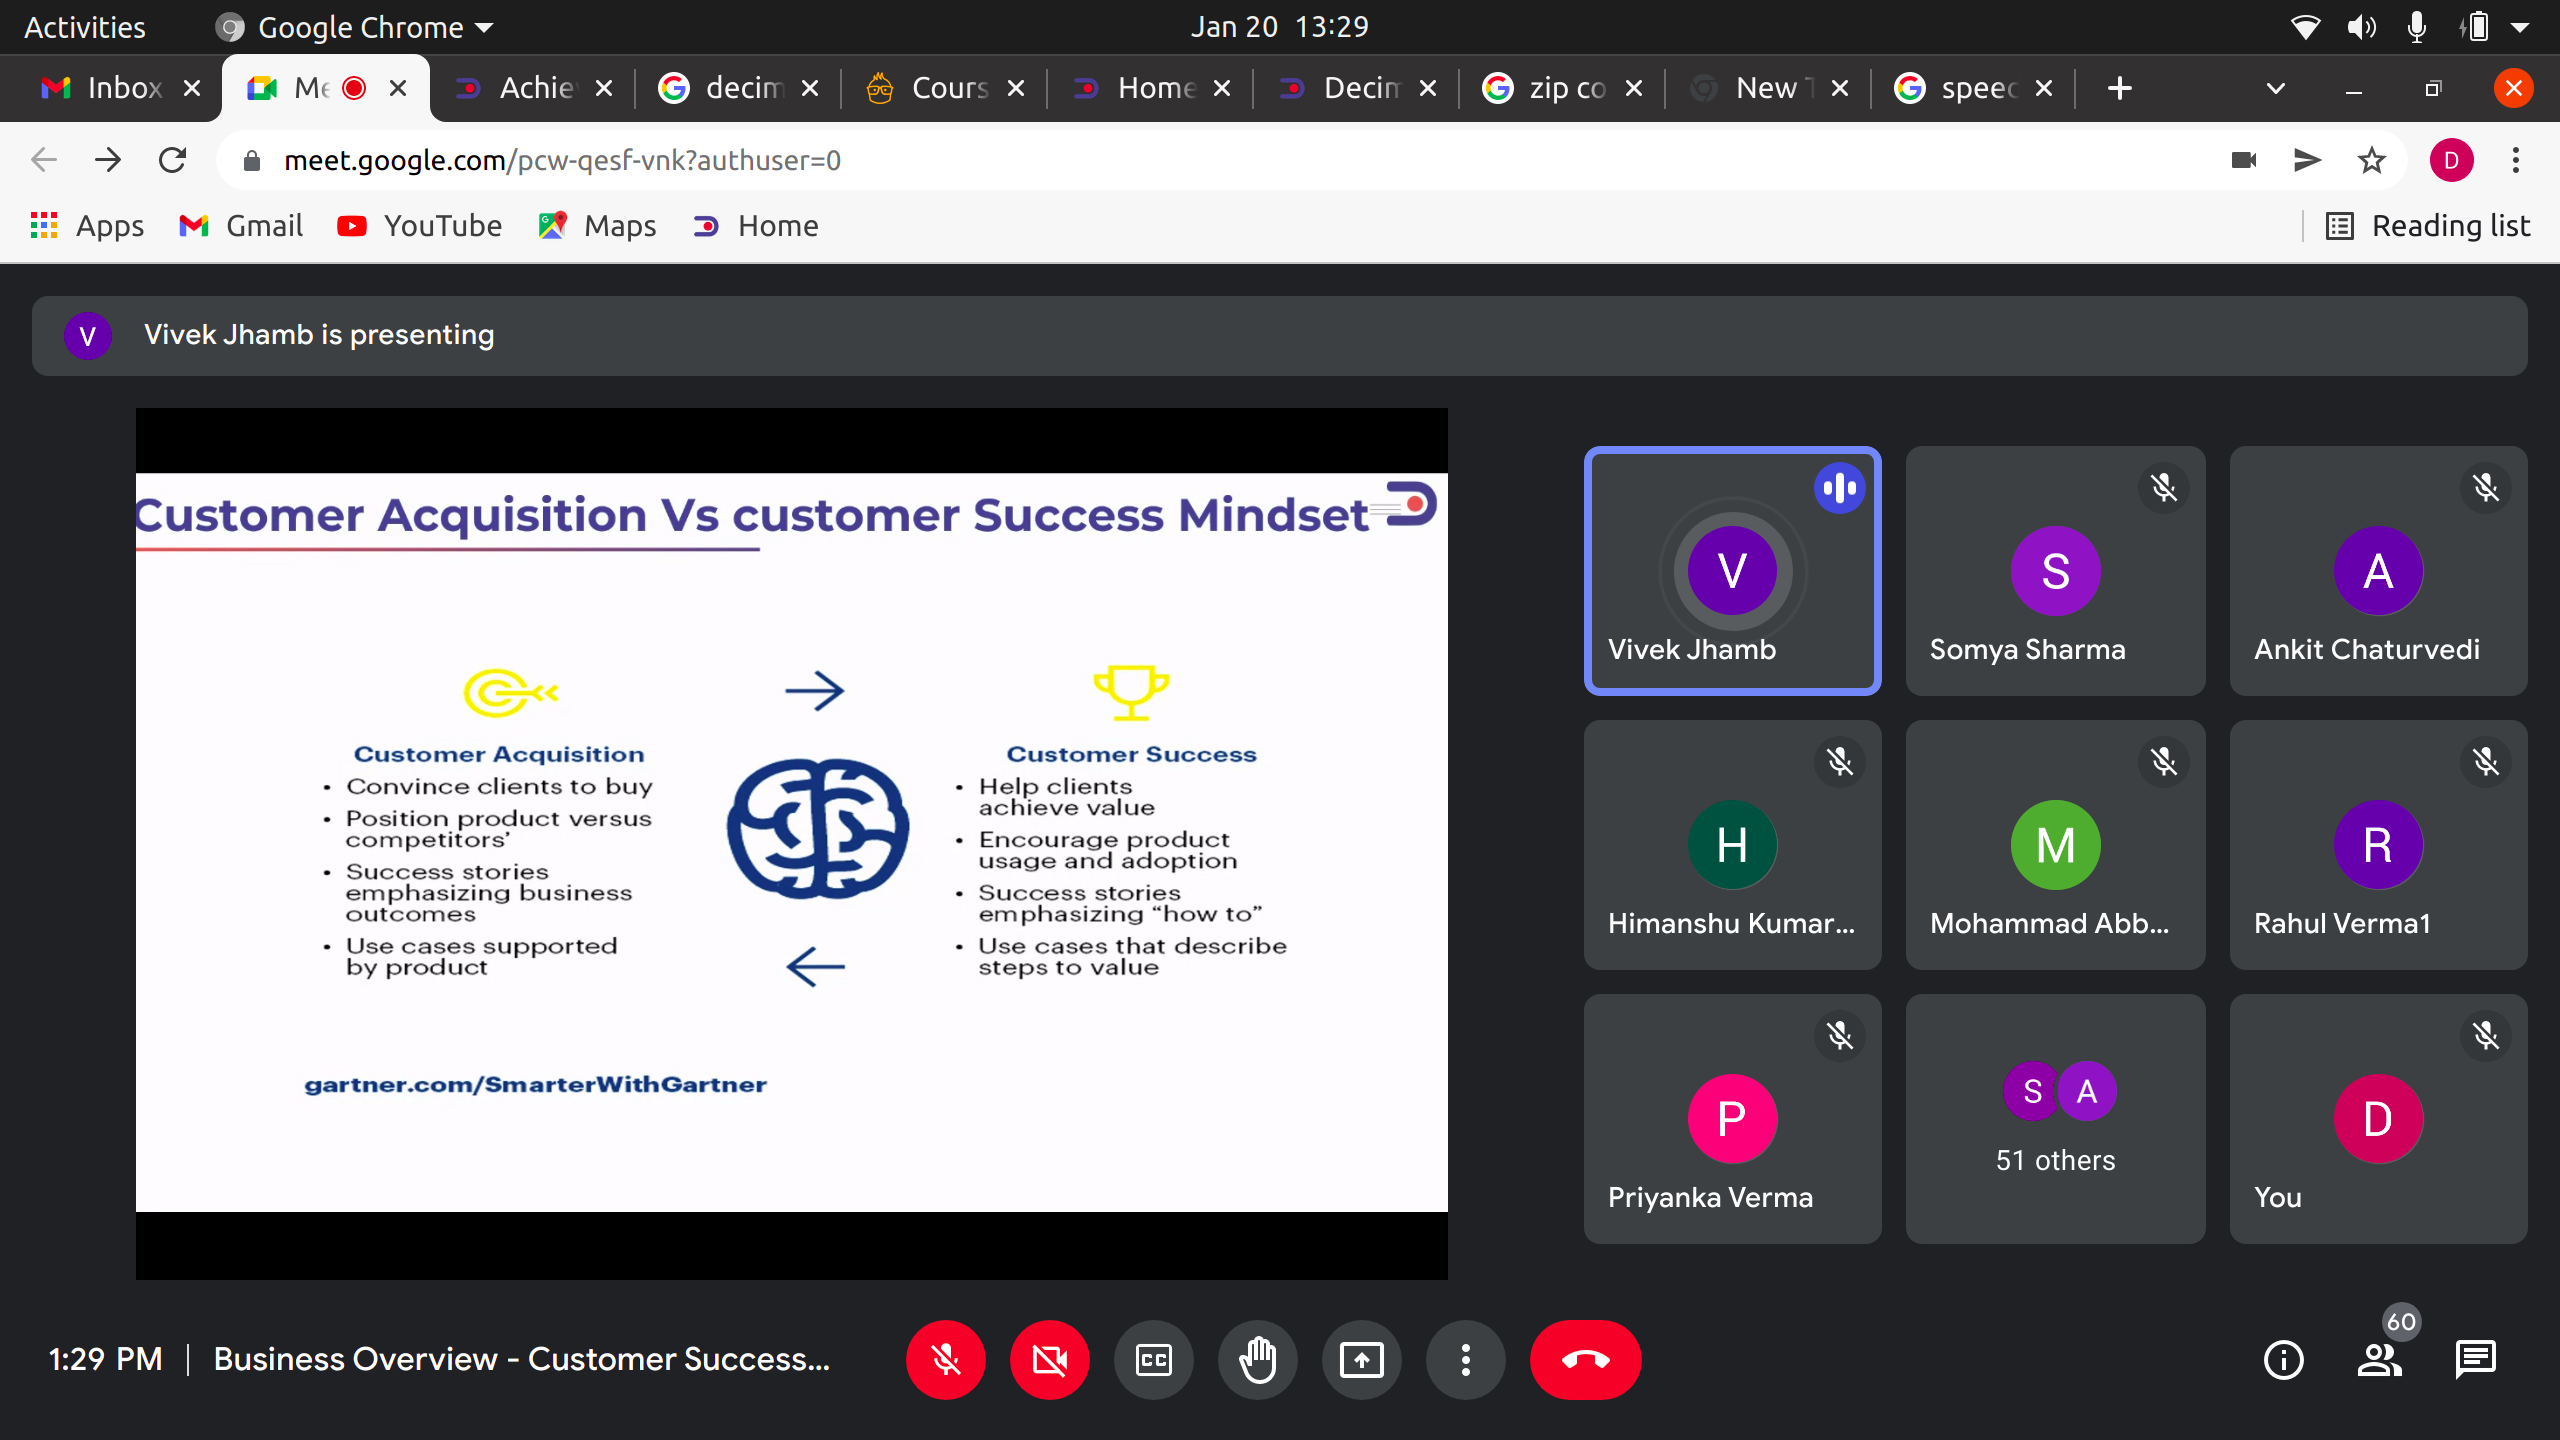 Activities
Google Chrome
Jan 20 13:29
Inbox
Me
Achie
decim
Cours
Home
Decim
zip co
New T
speed
meet.google.com/pcw-qesf-vnk?authuser=0
D
Apps
Gmail
YouTube
Maps
Home
Reading list
V
Vivek Jhamb is presenting
Customer Acquisition Vs customer Success Mindset
Customer Acquisition
• Convince clients to buy
• Position product versus
competitors’
• Success stories
emphasizing business
outcomes
• Use cases supported
by product
Customer Success
• Help clients
achieve value
• Encourage product
usage and adoption
• Success stories
emphasizing “how to”
• Use cases that describe
steps to value
gartner.com/SmarterWithGartner
V
Vivek Jhamb
S
Somya Sharma
A
Ankit Chaturvedi
H
Himanshu Kumar...
M
Mohammad Abb...
R
Rahul Verma1
P
Priyanka Verma
S A
51 others
D
You
1:29 PM | Business Overview - Customer Success...
CC
60